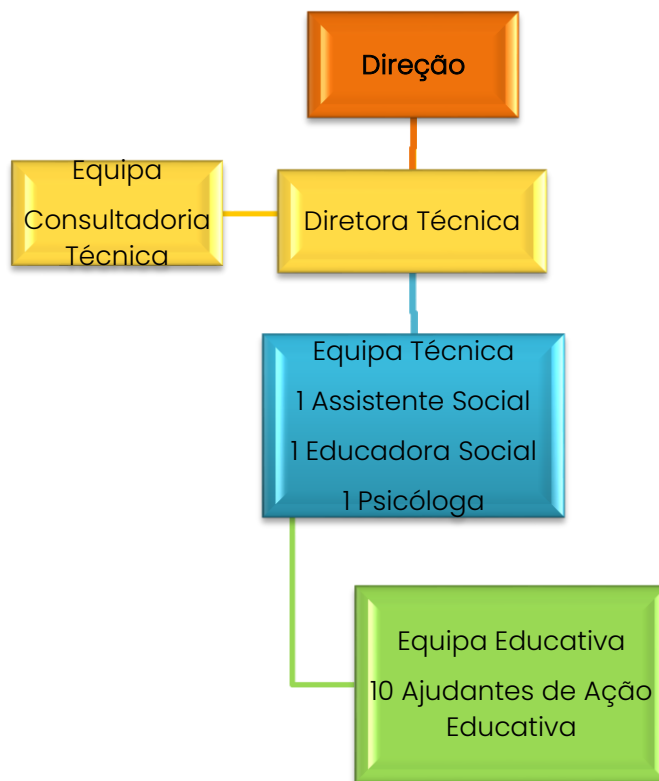 Direção
Equipa
Consultadoria
Técnica
Diretora Técnica
Equipa Técnica
1 Assistente Social
1 Educadora Social
1 Psicóloga
Equipa Educativa
10 Ajudantes de Ação
Educativa